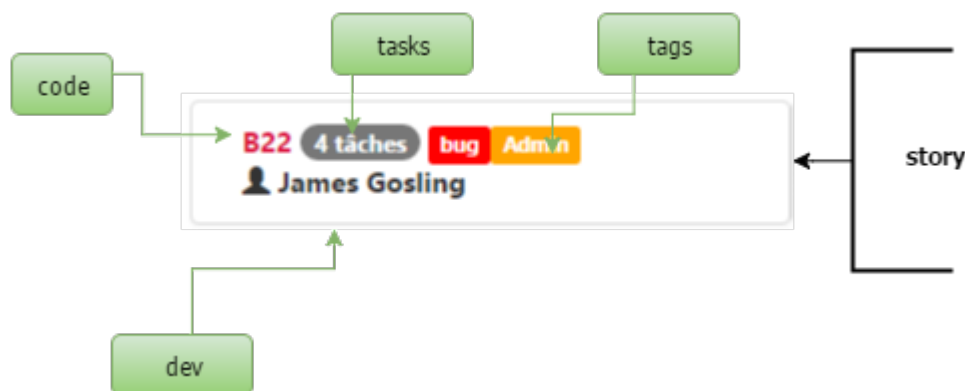 tasks
tags
code
B22 4 tâches bug Admin
story
James Gosling
dev